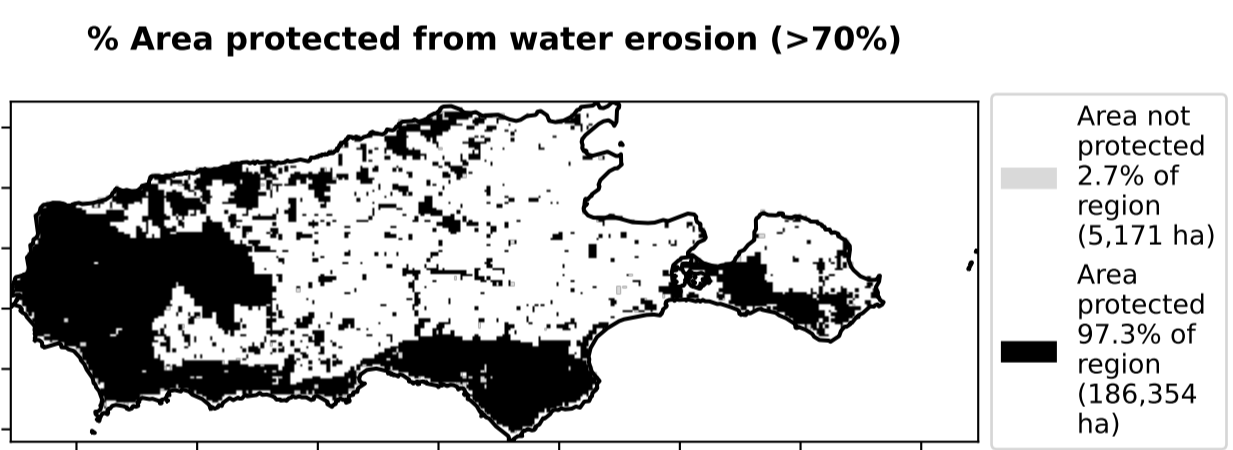 % Area protected from water erosion (>70%)
Area not
protected
2.7% of
region
(5,171 ha)
Area
protected
97.3% of
region
(186,354
ha)